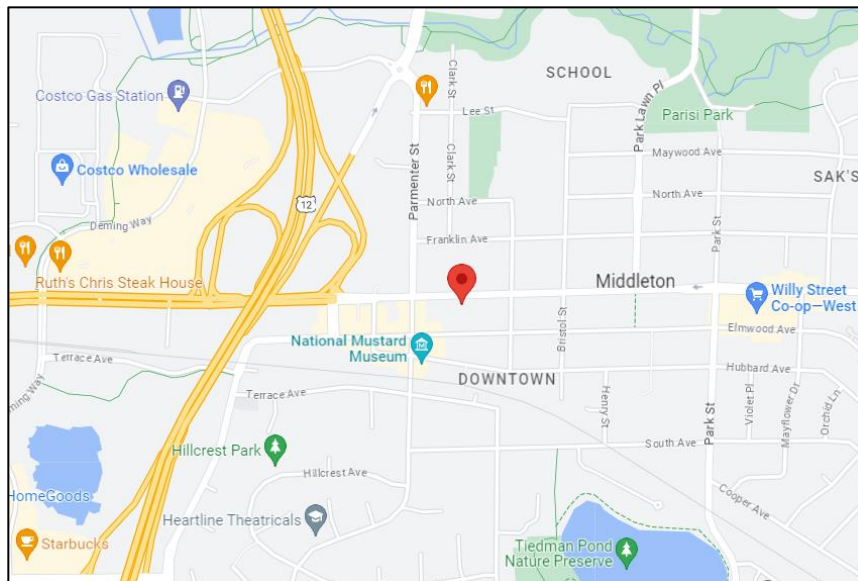 Clark St
SCHOOL
Park Lawn Pl
Costco Gas Station
Lee St
Parisi Park
Clark St
Maywood Ave
Costco Wholesale
Parmenter St
SAK'S
North Ave
North Ave
12
Deming Way
Park St
Franklin Ave
Ruth's Chris Steak House
Middleton
Willy Street
Co-op—West
Bristol St
Elmwood Ave
National Mustard
Museum
Terrace Ave
Hubbard Ave
DOWNTOWN
Deming Way
Terrace Ave
Henry St
Violet Pl
Mayflower Dr
Orchid Ln
Park St
Hillcrest Park
South Ave
Hillcrest Ave
HomeGoods
Cooper Ave
Heartline Theatricals
Starbucks
Tiedman Pond
Nature Preserve